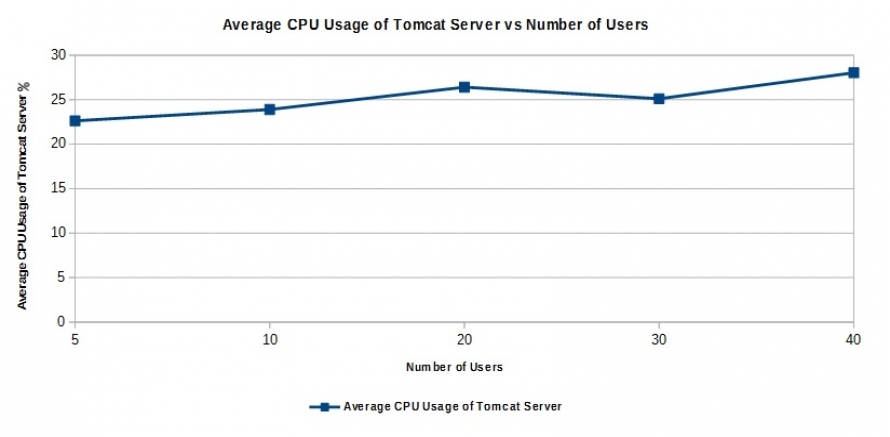 Average CPU Usage of Tomcat Server vs Number of Users
Average CPU Usage of Tomcat Server %
30
25
20
15
10
5
0
5 10 20 30 40
Number of Users
Average CPU Usage of Tomcat Server